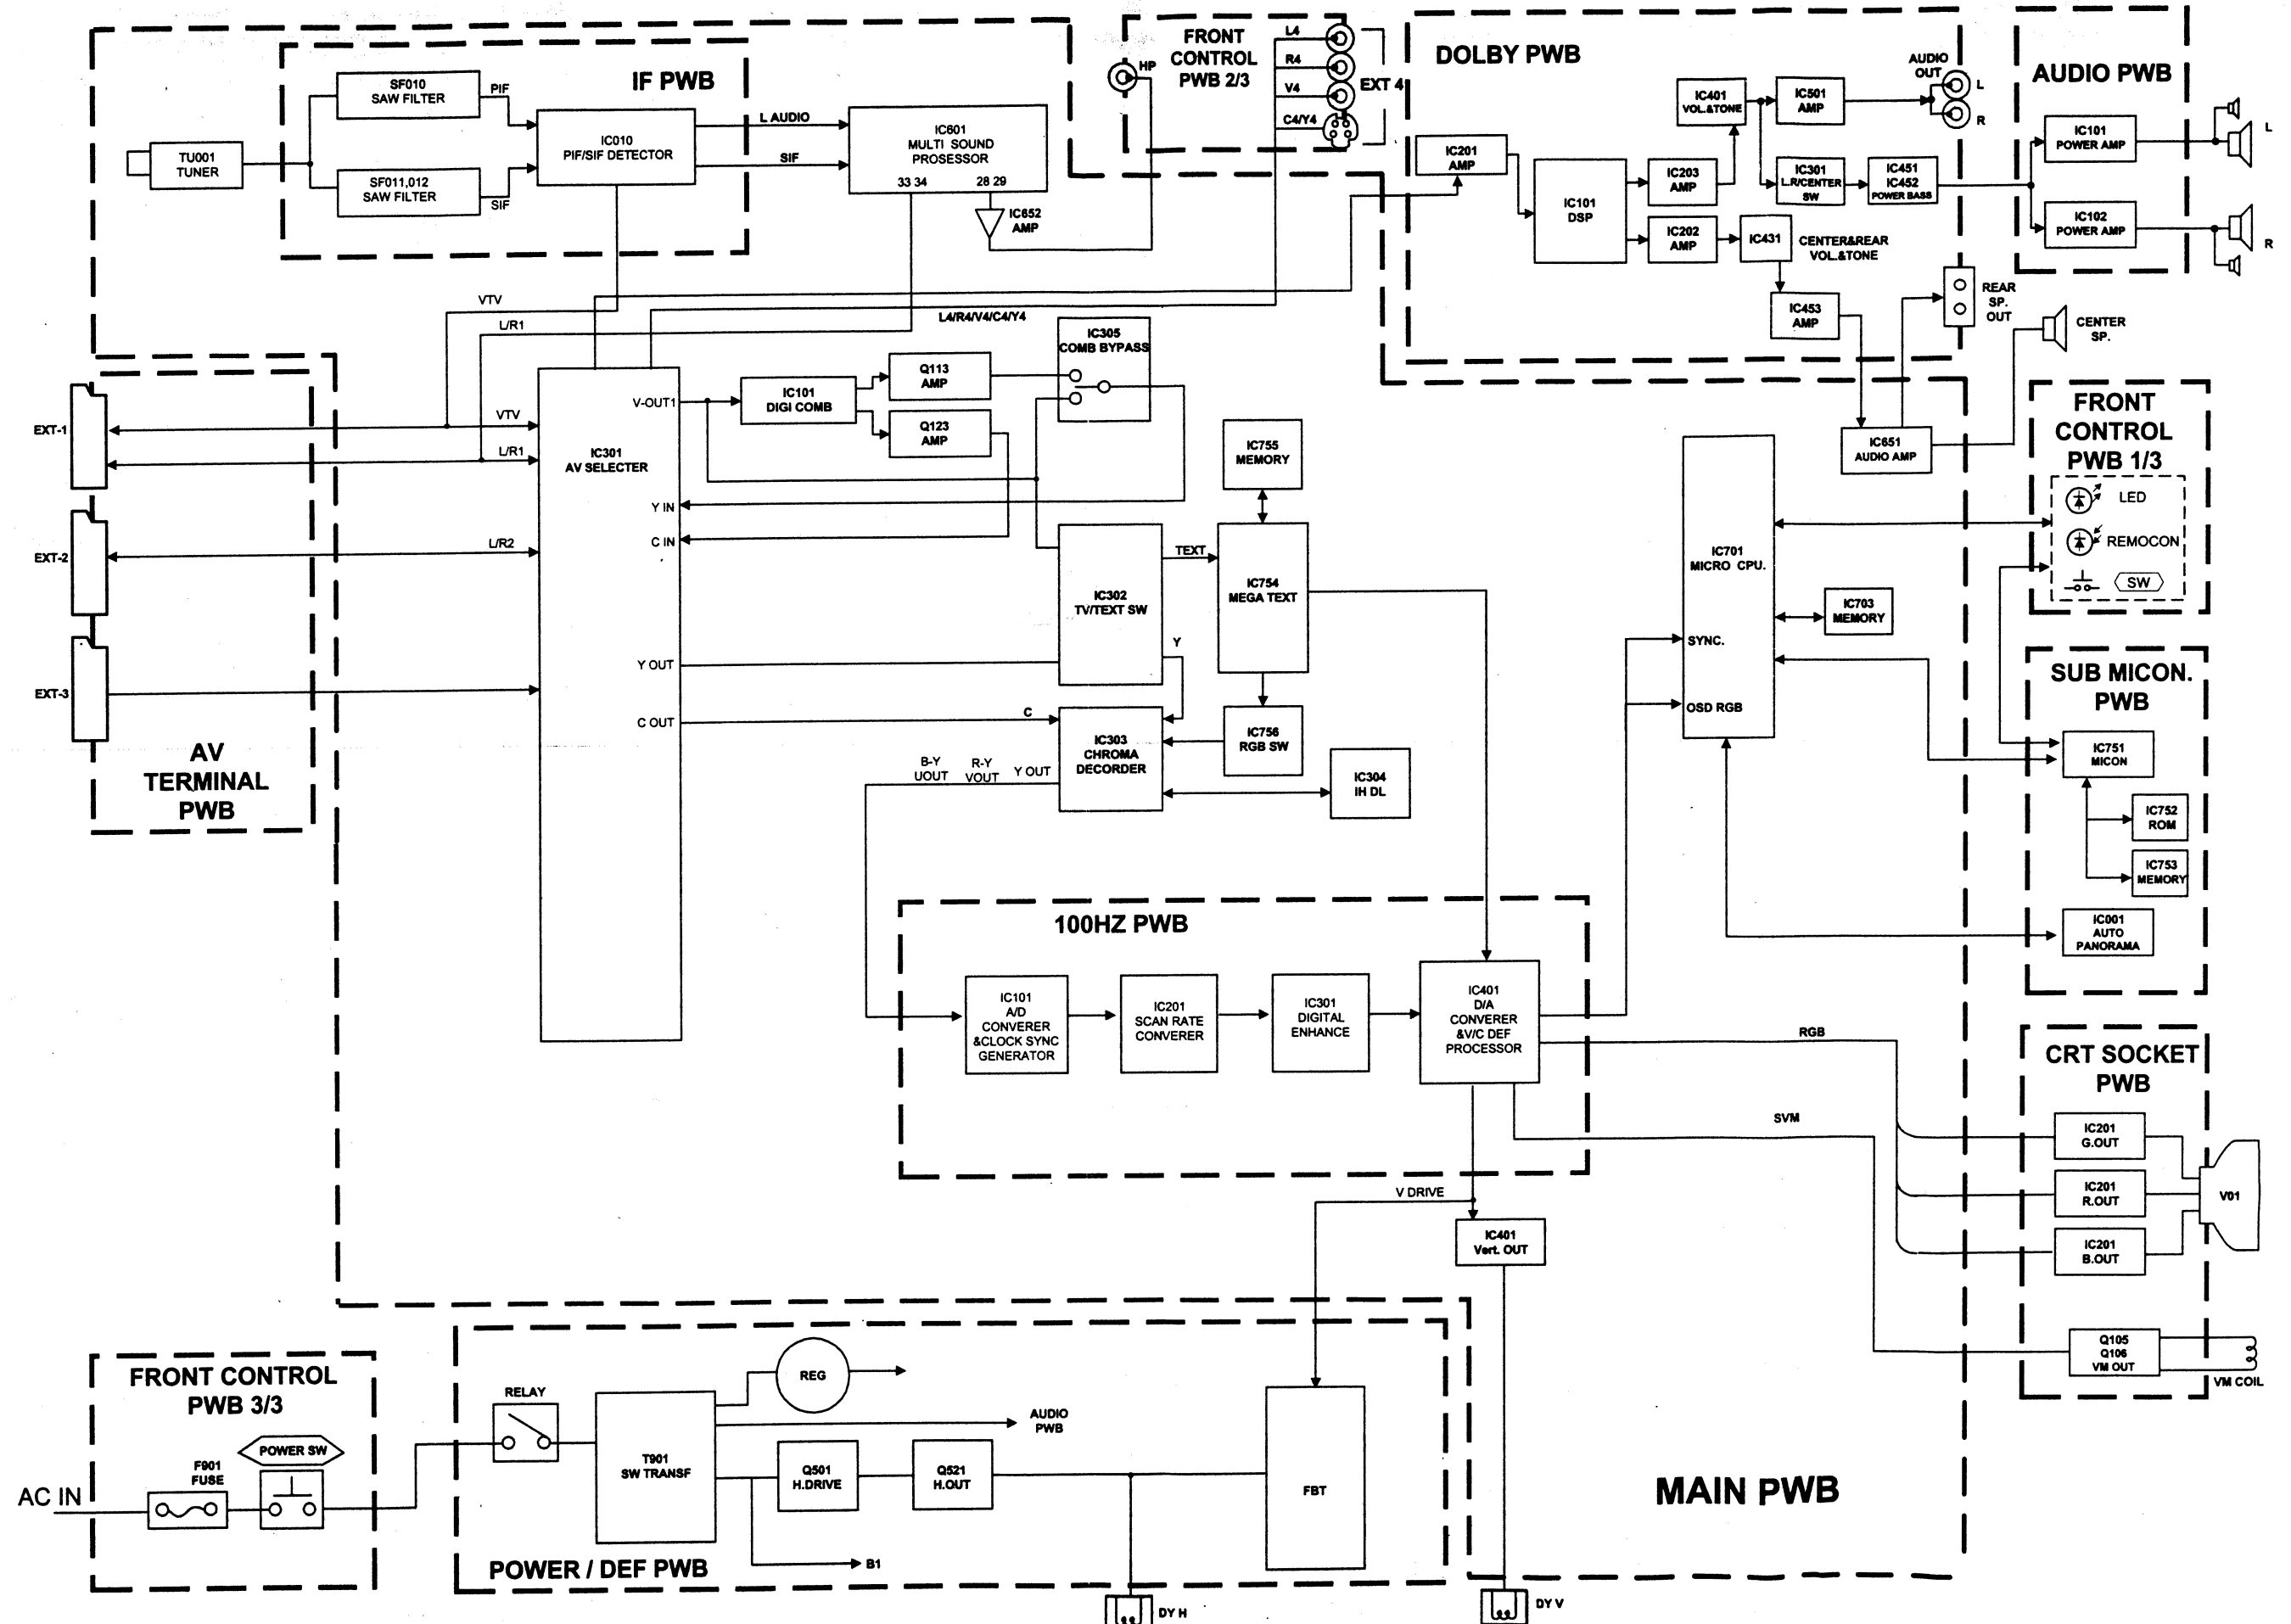 IF PWB
SF010
SAW FILTER
PIF
TU001
TUNER
SF011,012
SAW FILTER
SIF
IC010
PIF/SIF DETECTOR
L AUDIO
SIF
IC601
MULTI SOUND
PROSESSOR
33 34
28 29
IC652
AMP
FRONT
CONTROL
PWB 2/3
HP
L4
R4
V4
C4/Y4
EXT 4
DOLBY PWB
IC201
AMP
IC101
DSP
IC401
VOL.&TONE
IC501
AMP
AUDIO
OUT
L
R
IC203
AMP
IC301
L.R/CENTER
SW
IC451
IC452
POWER BASS
IC202
AMP
IC431
CENTER&REAR
VOL.&TONE
IC453
AMP
REAR
SP.
OUT
CENTER
SP.
AUDIO PWB
IC101
POWER AMP
L
IC102
POWER AMP
R
VTV
L/R1
L4/R4/V4/C4/Y4
EXT-1
VTV
L/R1
EXT-2
L/R2
EXT-3
AV
TERMINAL
PWB
IC301
AV SELECTER
V-OUT1
Y IN
C IN
Y OUT
C OUT
IC101
DIGI COMB
Q113
AMP
Q123
AMP
IC305
COMB BYPASS
IC755
MEMORY
IC302
TV/TEXT SW
TEXT
IC754
MEGA TEXT
Y
C
IC303
CHROMA
DECORDER
IC756
RGB SW
IC304
IH DL
B-Y
UOUT
R-Y
VOUT
Y OUT
IC651
AUDIO AMP
IC701
MICRO CPU.
SYNC.
OSD RGB
IC703
MEMORY
FRONT
CONTROL
PWB 1/3
LED
REMOCON
SW
SUB MICON.
PWB
IC751
MICON
IC752
ROM
IC753
MEMORY
IC001
AUTO
PANORAMA
100HZ PWB
IC101
A/D
CONVERER
&CLOCK SYNC
GENERATOR
IC201
SCAN RATE
CONVERER
IC301
DIGITAL
ENHANCE
IC401
D/A
CONVERER
&V/C DEF
PROCESSOR
RGB
SVM
CRT SOCKET
PWB
IC201
G.OUT
IC201
R.OUT
IC201
B.OUT
V01
Q105
Q106
VM OUT
VM COIL
V DRIVE
IC401
Vert. OUT
FRONT CONTROL
PWB 3/3
POWER SW
F901
FUSE
AC IN
RELAY
T901
SW TRANSF
REG
AUDIO
PWB
Q501
H.DRIVE
Q521
H.OUT
FBT
B1
POWER / DEF PWB
MAIN PWB
DY H
DY V